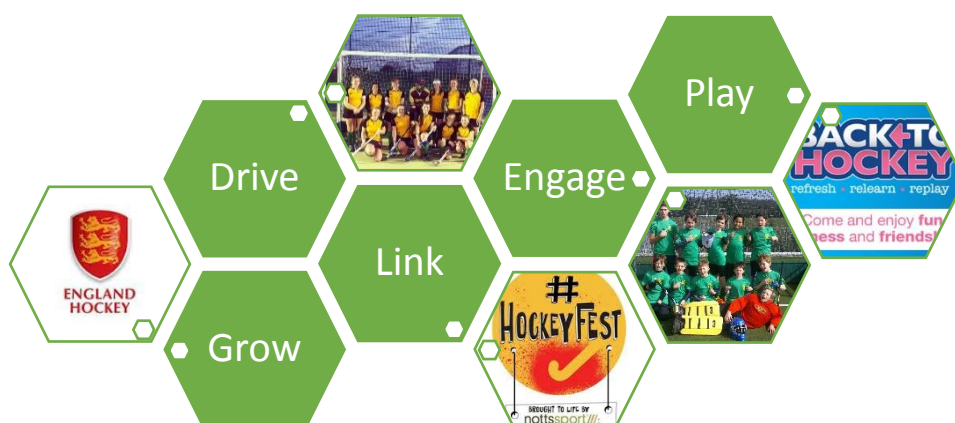 Play
Drive
Engage
BACK TO
HOCKEY
refresh • relearn • replay
Come and enjoy fun
ness and friends
Link
ENGLAND
HOCKEY
#
HOCKEYFEST
Grow
BROUGHT TO LIFE BY
nottssport